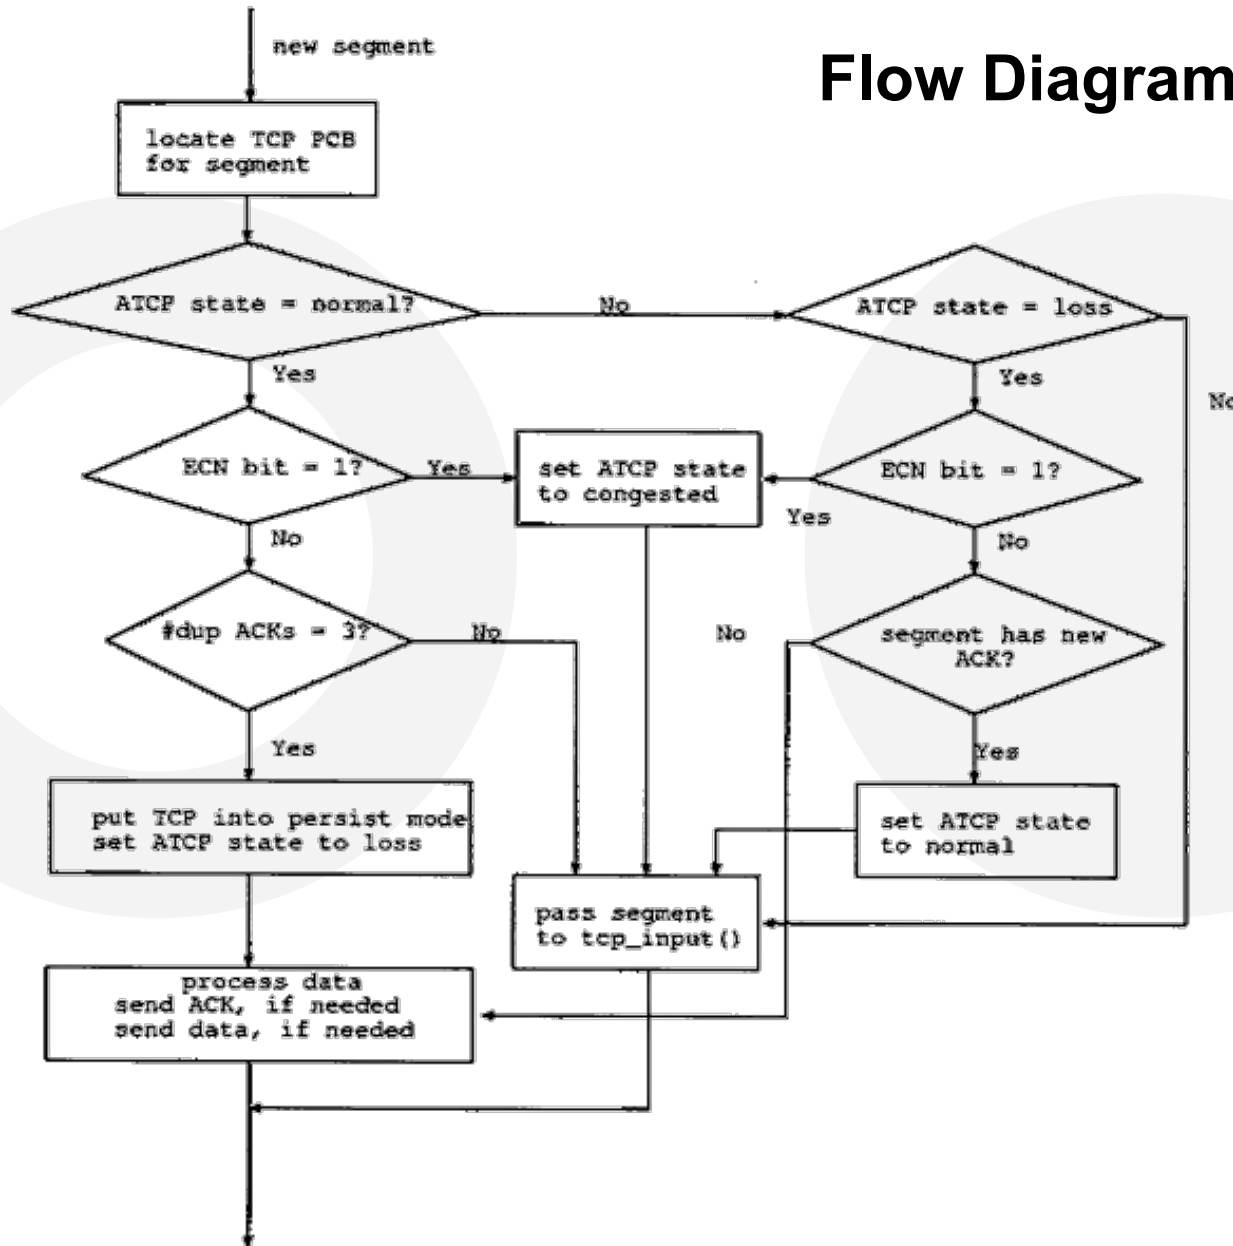 new segment
Flow Diagram
locate TCP PCB
for segment
ATCP state = normal?
No
ATCP state = loss
Yes
Yes
No
ECN bit = 1?
Yes
set ATCP state
to congested
ECN bit = 1?
Yes
No
No
#dup ACKs = 3?
No
No
segment has new
ACK?
Yes
Yes
put TCP into persist mode
set ATCP state to loss
set ATCP state
to normal
pass segment
to tcp_input()
process data
send ACK, if needed
send data, if needed